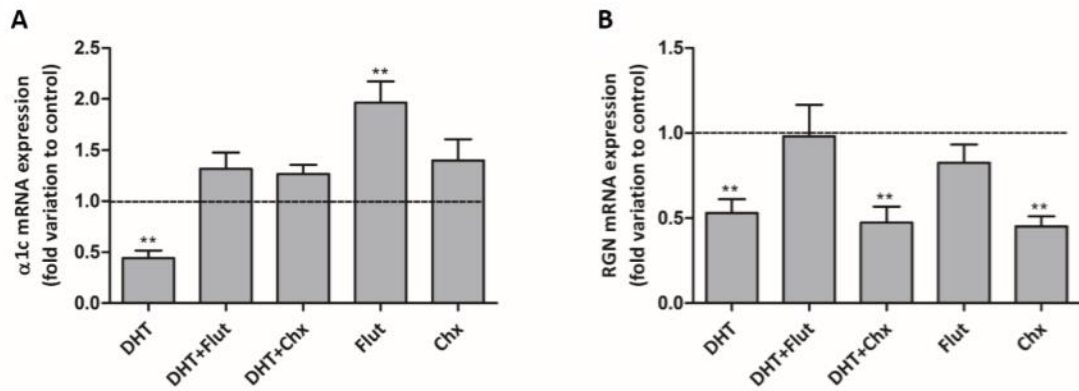 A
α1c mRNA expression
(fold variation to control)
2.5
2.0
1.5
1.0
0.5
0.0
**
**
DHT
DHT+Flut
DHT+Chx
Flut
Chx
B
RGN mRNA expression
(fold variation to control)
1.5
1.0
0.5
0.0
**
**
**
DHT
DHT+Flut
DHT+Chx
Flut
Chx